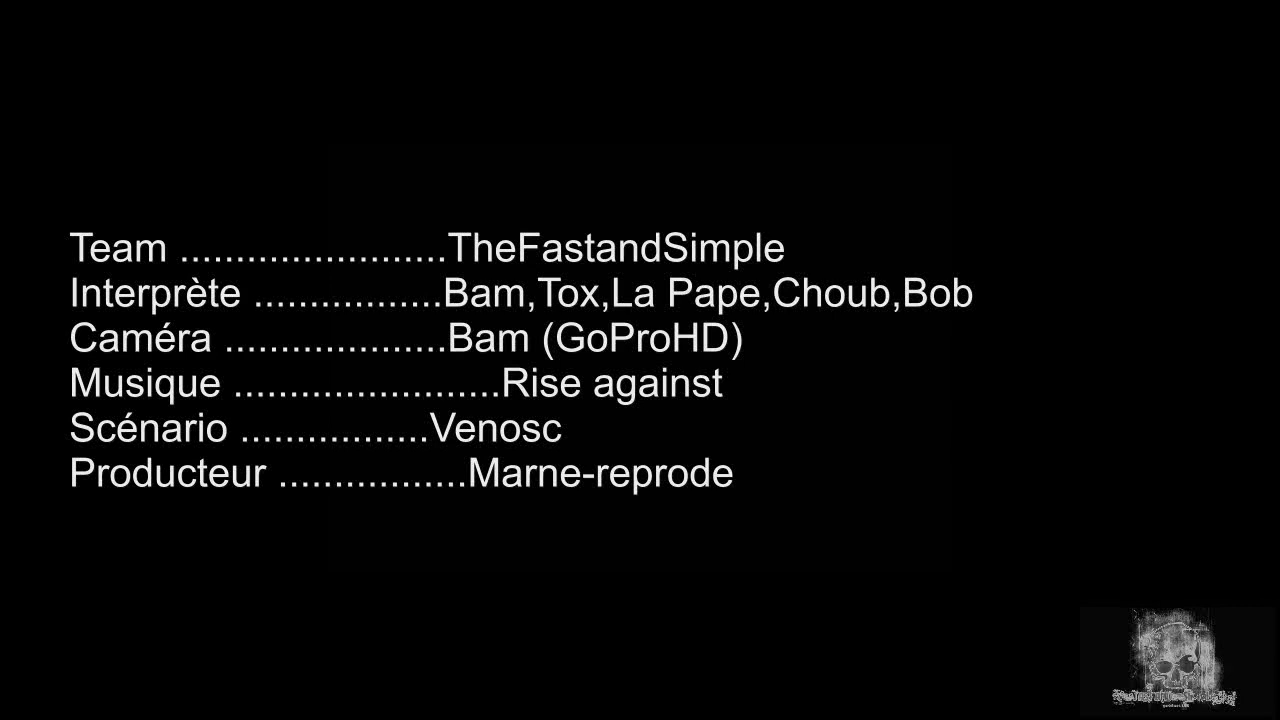 Team ........................TheFastandSimple
Interprète .................Bam,Tox,La Pape,Choub,Bob
Caméra ....................Bam (GoProHD)
Musique ........................Rise against
Scénario .................Venosc
Producteur .................Marne-reprode